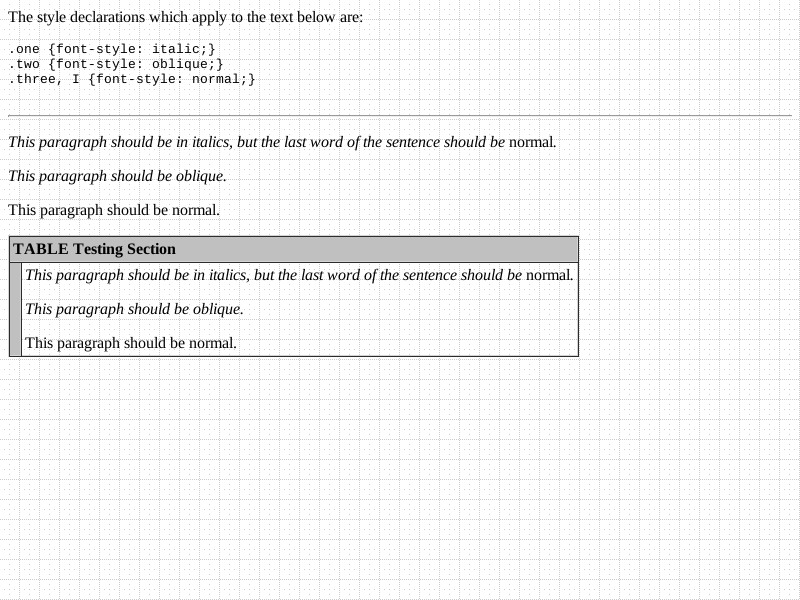 The style declarations which apply to the text below are:
.one {font-style: italic;}
.two {font-style: oblique;}
.three, I {font-style: normal;}
This paragraph should be in italics, but the last word of the sentence should be normal.
This paragraph should be oblique.
This paragraph should be normal.
TABLE Testing Section
This paragraph should be in italics, but the last word of the sentence should be normal.
This paragraph should be oblique.
This paragraph should be normal.